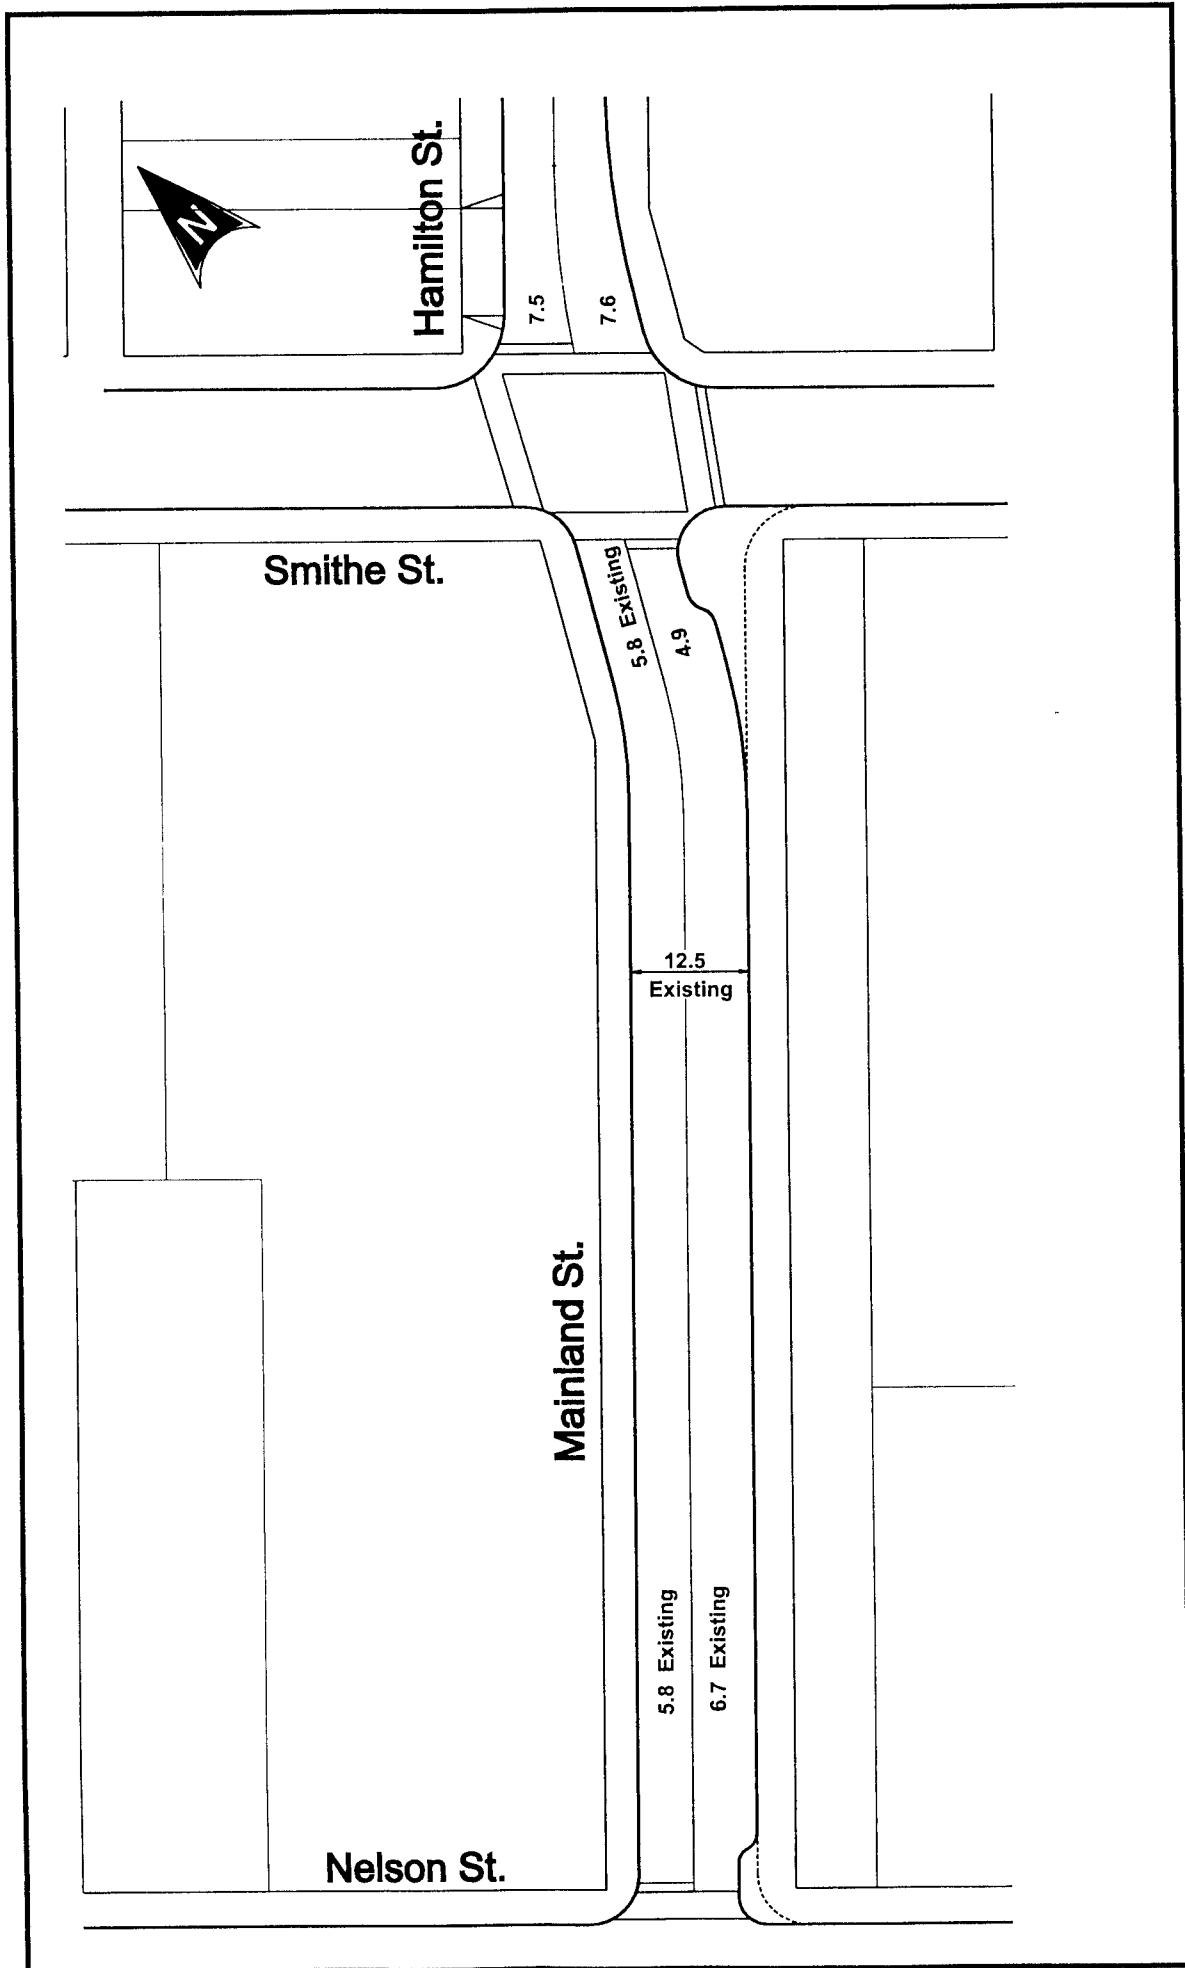 Hamilton St.
N
7.5
7.6
Smithe St.
5.8 Existing
4.9
12.5
Existing
Mainland St.
5.8 Existing
6.7 Existing
Nelson St.